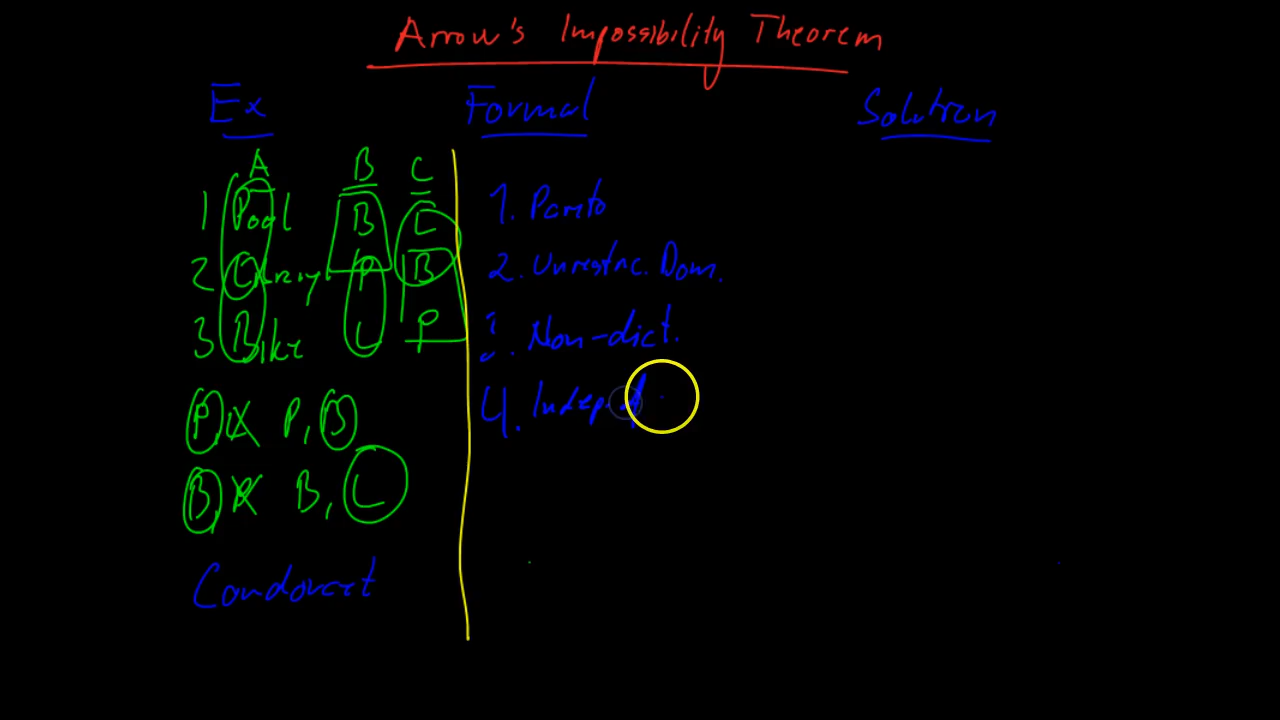 Arrow's Impossibility Theorem
Ex Formal Solution
A B C
1 Pool B L
2 P B
3 Bike L P
P, L P, B
B, L B, L
Condorcet
1. Pareto
2. Unrestric. Dom.
3. Non-dict.
4. Indep.